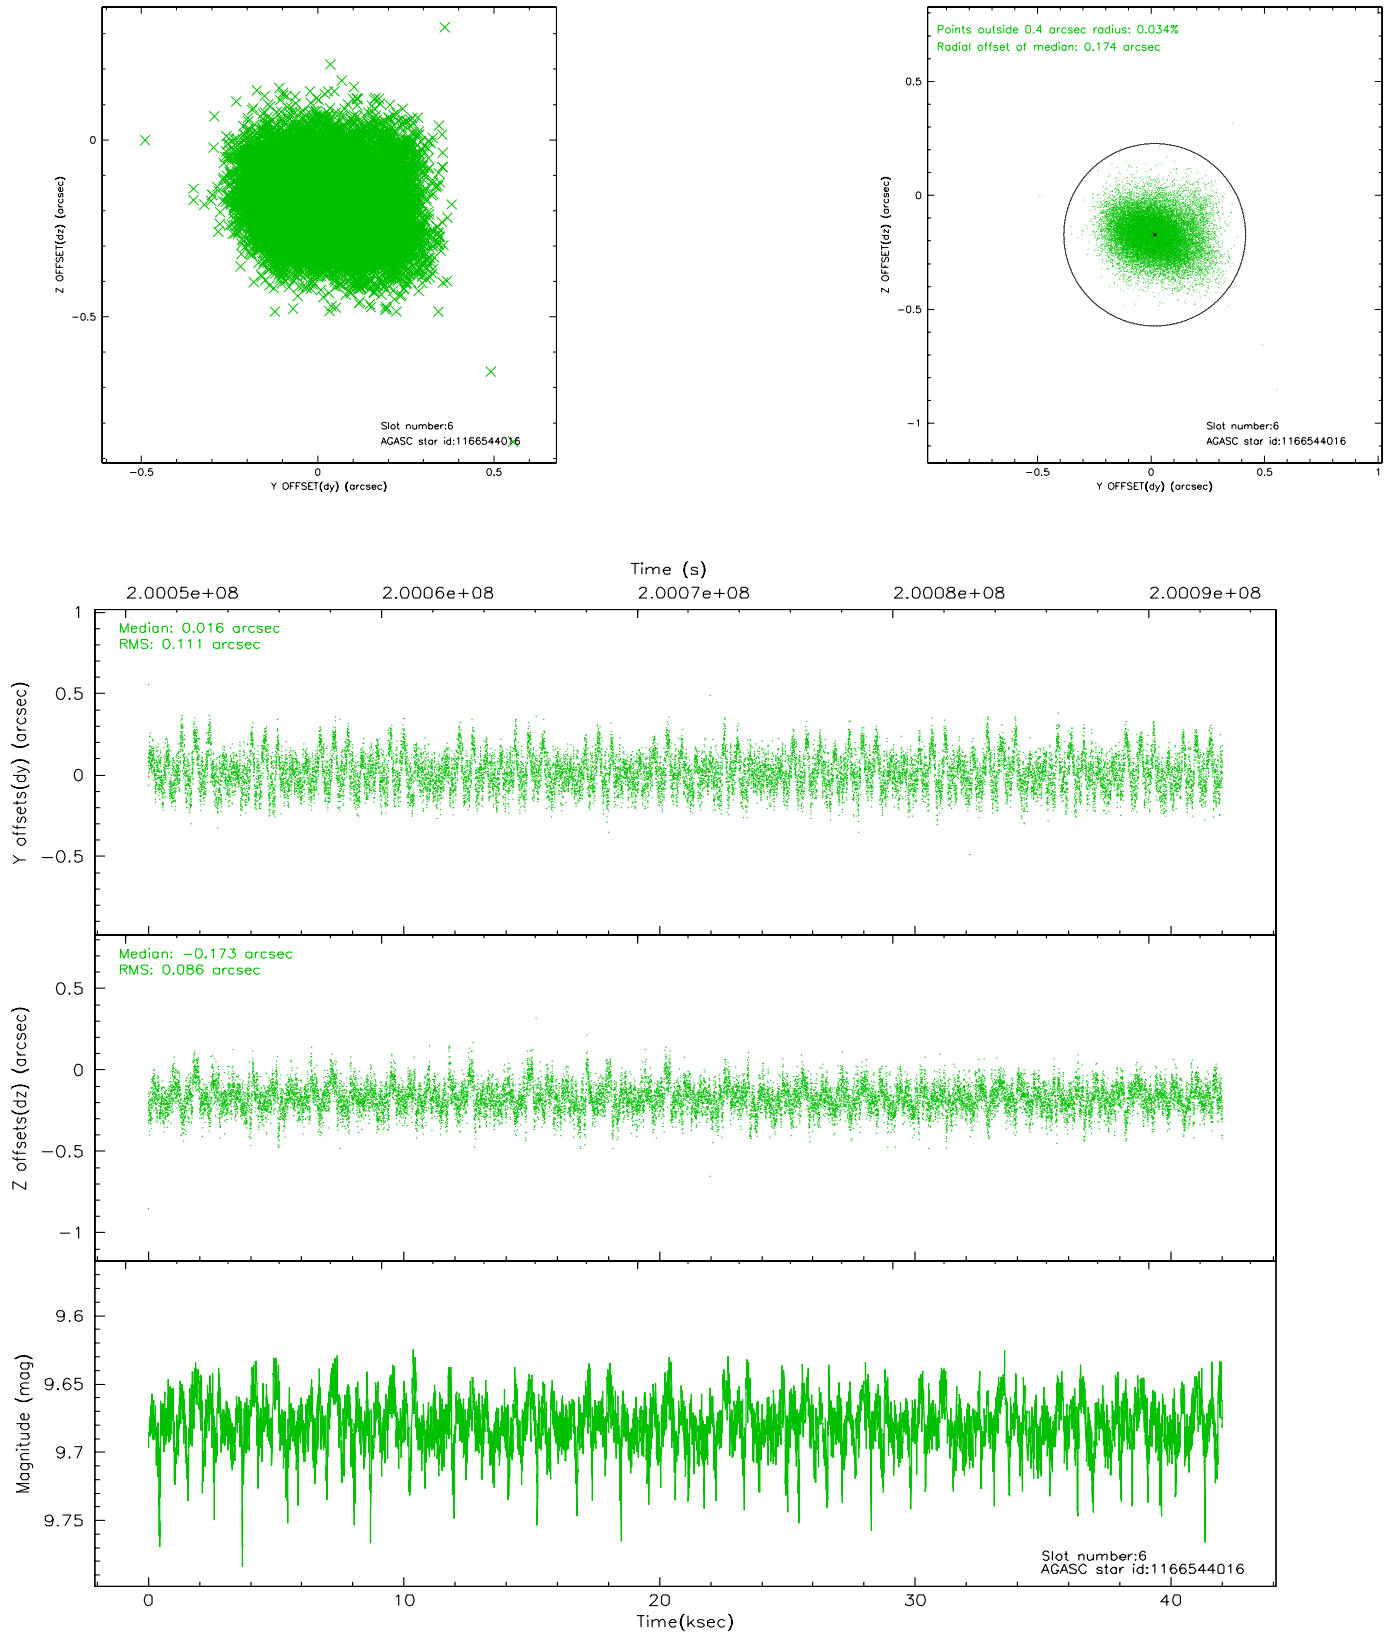 0
−0.5
Z OFFSET(dz) (arcsec)
Slot number:6
AGASC star id:1166544016
−0.5
0
0.5
Y OFFSET(dy) (arcsec)
Points outside 0.4 arcsec radius: 0.034%
Radial offset of median: 0.174 arcsec
0.5
0
−0.5
−1
Z OFFSET(dz) (arcsec)
Slot number:6
AGASC star id:1166544016
−0.5
0
0.5
1
Y OFFSET(dy) (arcsec)
Time (s)
2.0005e+08
2.0006e+08
2.0007e+08
2.0008e+08
2.0009e+08
Median: 0.016 arcsec
RMS: 0.111 arcsec
1
0.5
0
−0.5
Y offsets(dy) (arcsec)
Median: −0.173 arcsec
RMS: 0.086 arcsec
0.5
0
−0.5
−1
Z offsets(dz) (arcsec)
9.6
9.65
9.7
9.75
Magnitude (mag)
Slot number:6
AGASC star id:1166544016
0
10
20
30
40
Time(ksec)